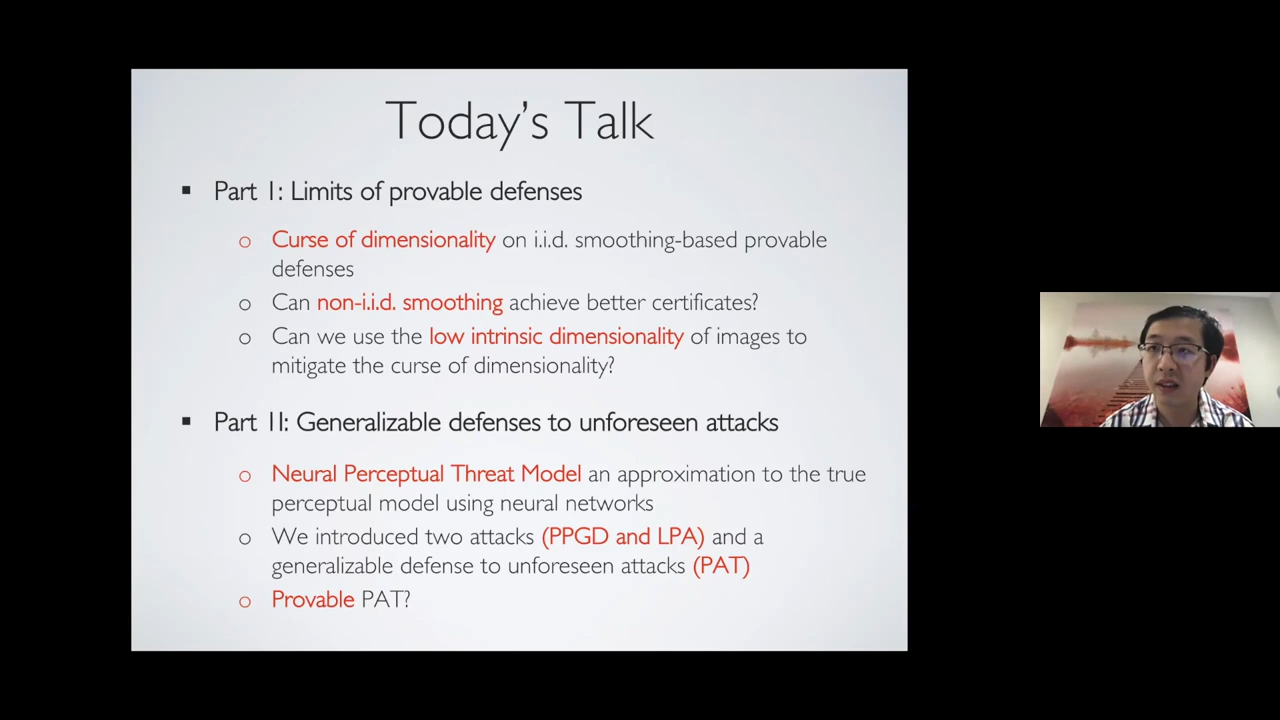 Today's Talk
▪ Part I: Limits of provable defenses
o Curse of dimensionality on i.i.d. smoothing-based provable
defenses
o Can non-i.i.d. smoothing achieve better certificates?
o Can we use the low intrinsic dimensionality of images to
mitigate the curse of dimensionality?
▪ Part 1I: Generalizable defenses to unforeseen attacks
o Neural Perceptual Threat Model an approximation to the true
perceptual model using neural networks
o We introduced two attacks (PPGD and LPA) and a
generalizable defense to unforeseen attacks (PAT)
o Provable PAT?